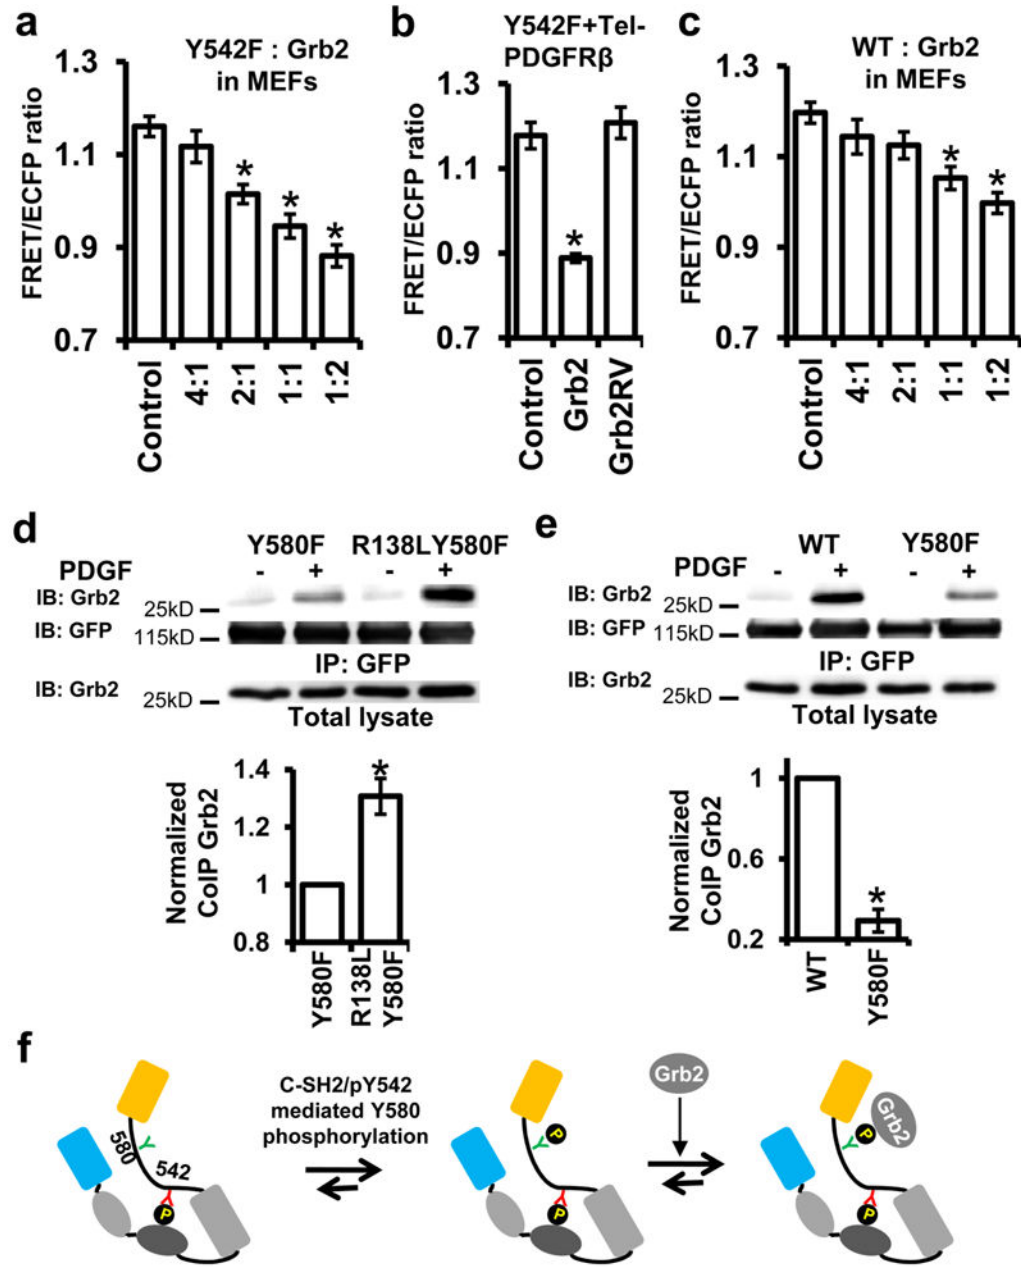 a
Y542F : Grb2
in MEFs
FRET/ECFP ratio
1.3
1.1
0.9
0.7
Control
4:1
2:1
1:1
1:2
*
*
*
b
Y542F+Tel-
PDGFRβ
FRET/ECFP ratio
1.3
1.1
0.9
0.7
Control
Grb2
Grb2RV
*
c
WT : Grb2
in MEFs
FRET/ECFP ratio
1.3
1.1
0.9
0.7
Control
4:1
2:1
1:1
1:2
*
*
d
Y580F R138LY580F
PDGF - + - +
IB: Grb2
25kD
IB: GFP
115kD
IP: GFP
IB: Grb2
25kD
Total lysate
Normalized
CoIP Grb2
1.4
1.2
1
0.8
*
Y580F
R138L
Y580F
e
WT Y580F
PDGF - + - +
IB: Grb2
25kD
IB: GFP
115kD
IP: GFP
IB: Grb2
25kD
Total lysate
Normalized
CoIP Grb2
1
0.6
0.2
*
WT
Y580F
f
580
542
Y
Y
P
C-SH2/pY542
mediated Y580
phosphorylation
Y
P
Y
P
Grb2
Y
P
Grb2
Y
P